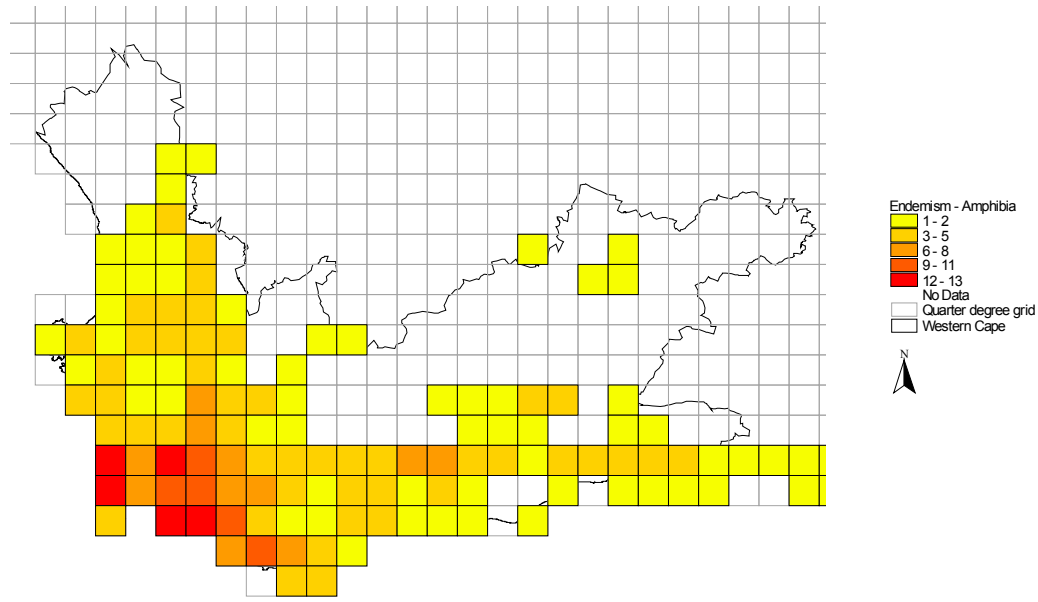 Endemism - Amphibia
1 - 2
3 - 5
6 - 8
9 - 11
12 - 13
No Data
Quarter degree grid
Western Cape
N